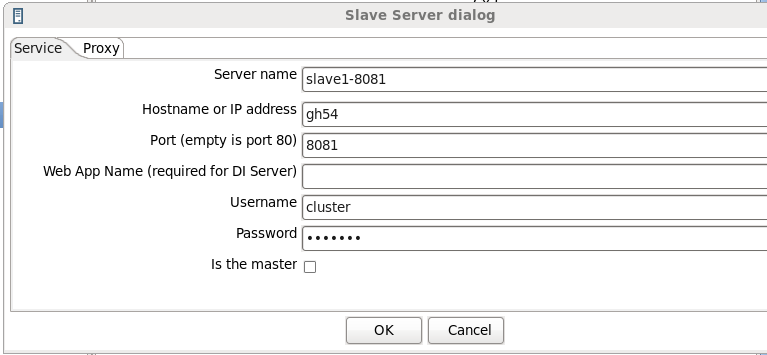 Slave Server dialog
Service Proxy
Server name slave1-8081
Hostname or IP address gh54
Port (empty is port 80) 8081
Web App Name (required for DI Server)
Username cluster
Password •••••••
Is the master
OK Cancel